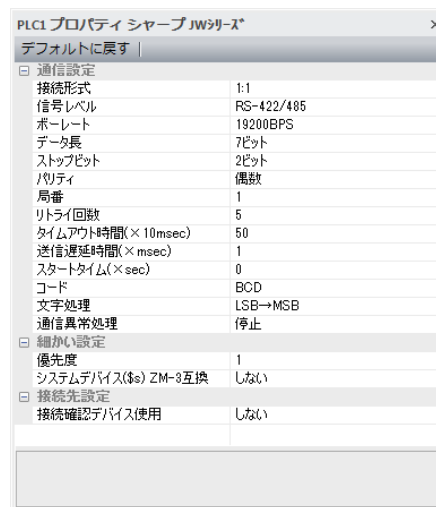 PLC1 プロパティ シャープ JWｼﾘｰｽﾞ ×
デフォルトに戻す
通信設定
接続形式 1:1
信号レベル RS-422/485
ボーレート 19200BPS
データ長 7ビット
ストップビット 2ビット
パリティ 偶数
局番 1
リトライ回数 5
タイムアウト時間(×10msec) 50
送信遅延時間(×msec) 1
スタートタイム(×sec) 0
コード BCD
文字処理 LSB→MSB
通信異常処理 停止
細かい設定
優先度 1
システムデバイス($s) ZM-3互換 しない
接続先設定
接続確認デバイス使用 しない